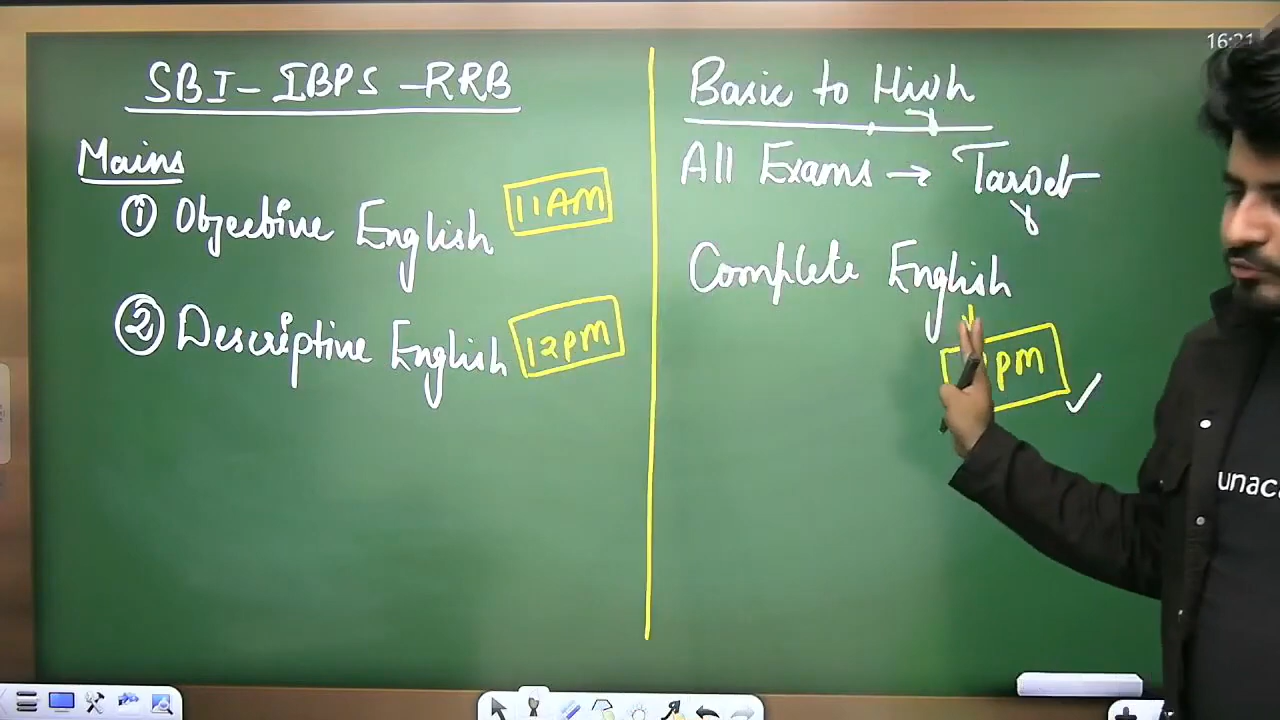 16:21
SBI - IBPS - RRB
Mains
① Objective English 11AM
② Descriptive English 12pm
Basic to High
All Exams → Target
Complete English
pm ✓
unac